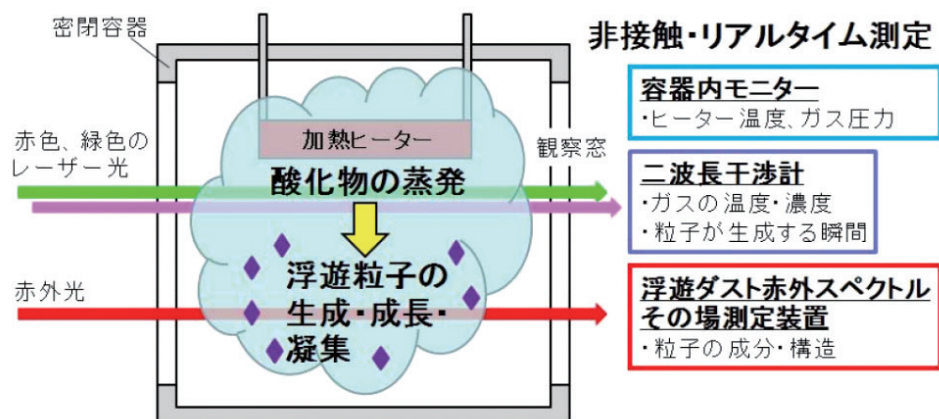 密閉容器
非接触・リアルタイム測定
容器内モニター
・ヒーター温度、ガス圧力
加熱ヒーター
赤色、緑色の
レーザー光
観察窓
酸化物の蒸発
二波長干渉計
・ガスの温度・濃度
・粒子が生成する瞬間
赤外光
浮遊粒子の
生成・成長・
凝集
浮遊ダスト赤外スペクトル
その場測定装置
・粒子の成分・構造